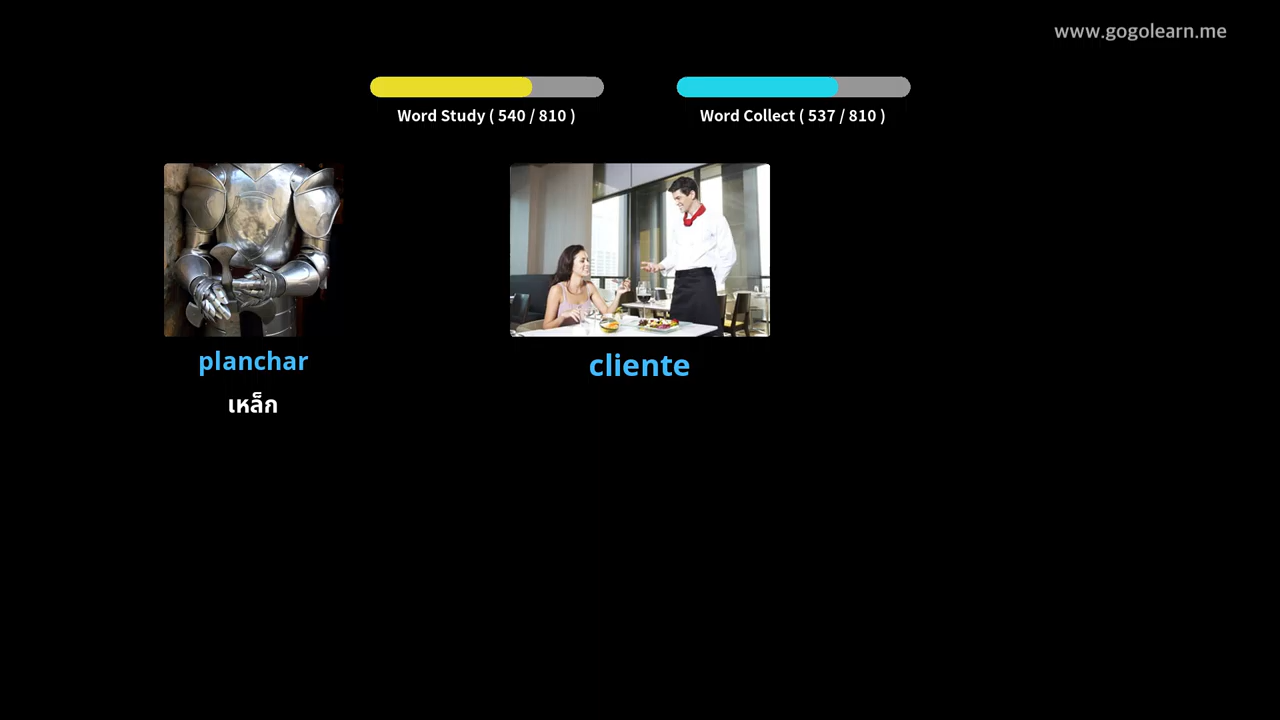 www.gogolearn.me
Word Study ( 540 / 810 )
Word Collect ( 537 / 810 )
planchar
เหล็ก
cliente